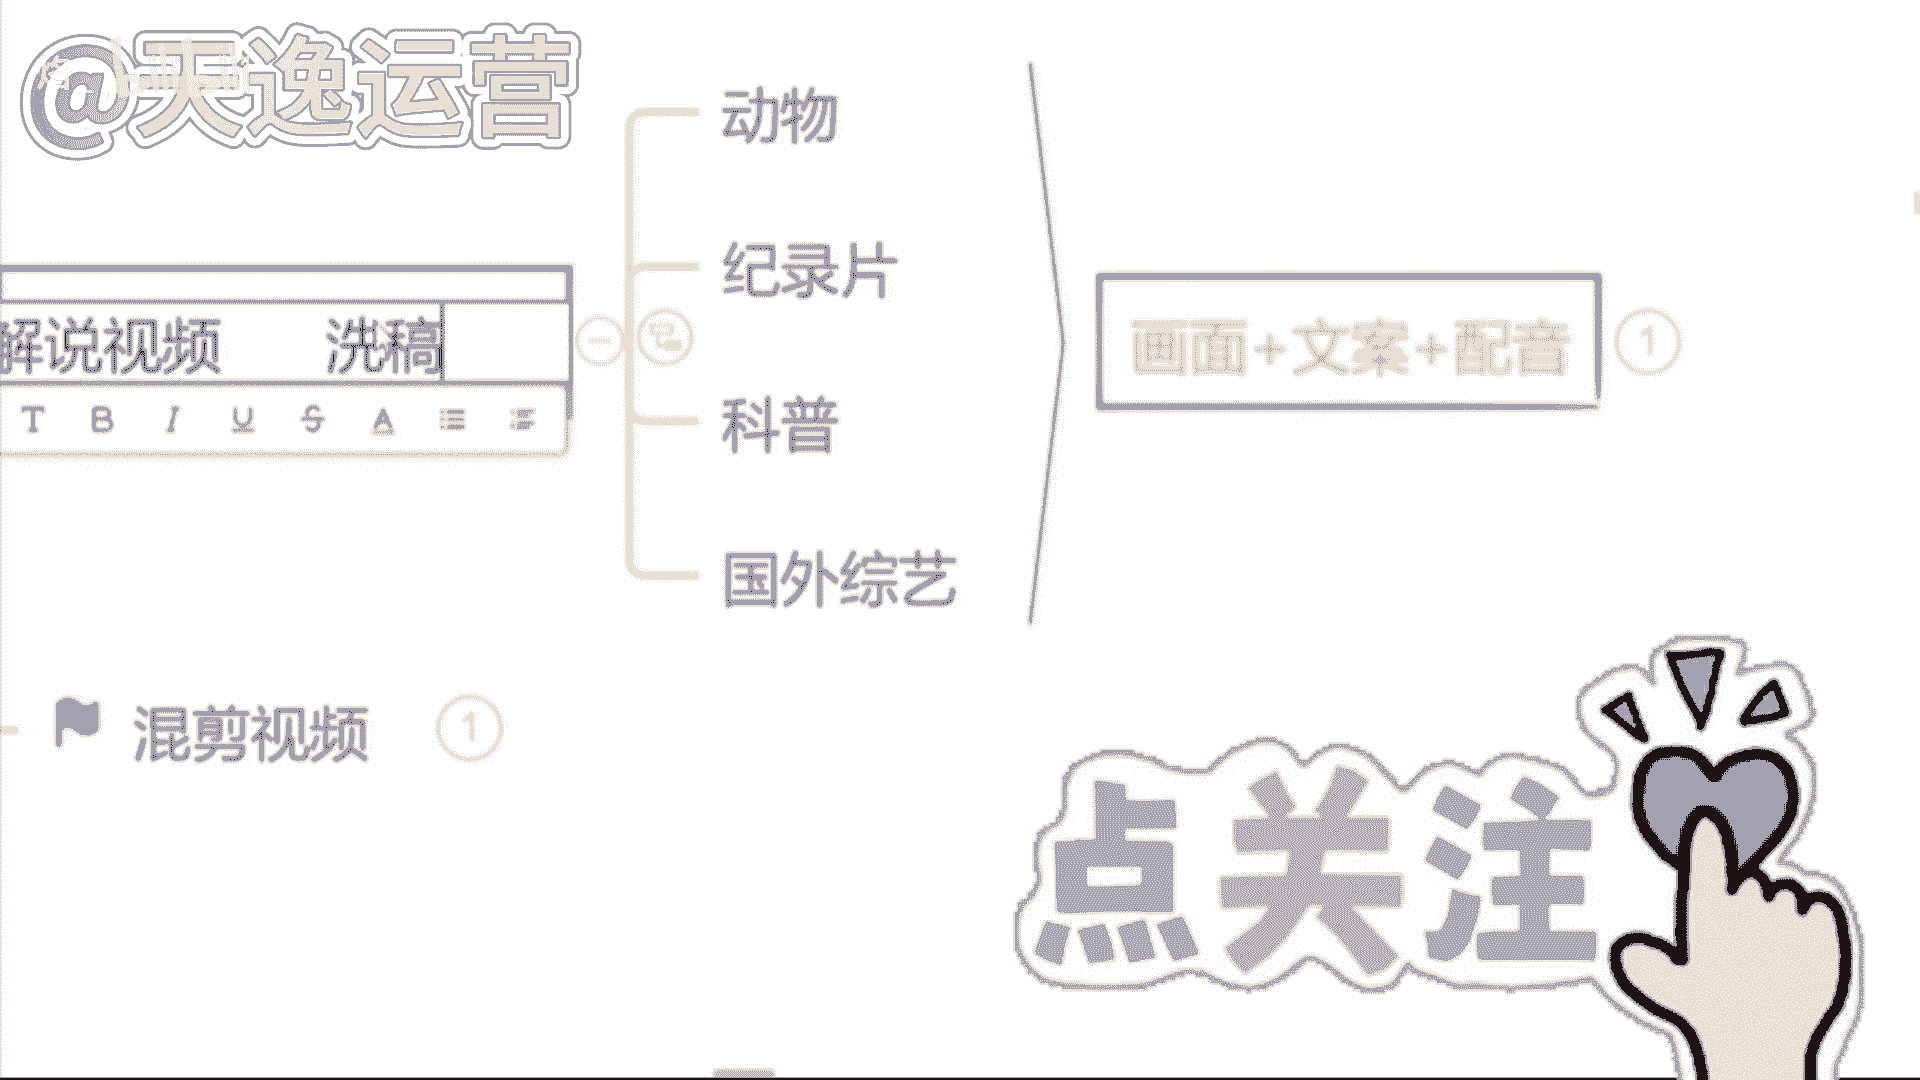 @天逸运营
动物
纪录片
解说视频 洗稿
画面+文案+配音 1
T B I U S A
科普
国外综艺
混剪视频 1
点关注